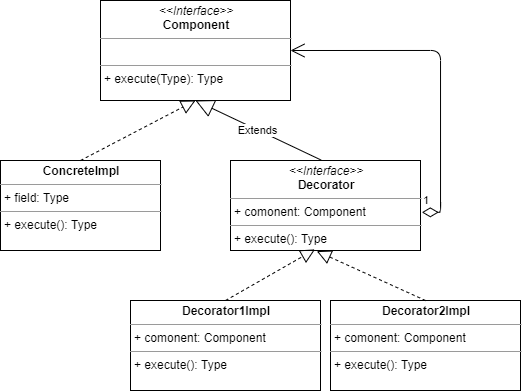 <<Interface>>
Component
+ execute(Type): Type
Extends
ConcreteImpl
+ field: Type
+ execute(): Type
<<Interface>>
Decorator
+ comonent: Component
+ execute(): Type
1
Decorator1Impl
+ comonent: Component
+ execute(): Type
Decorator2Impl
+ comonent: Component
+ execute(): Type